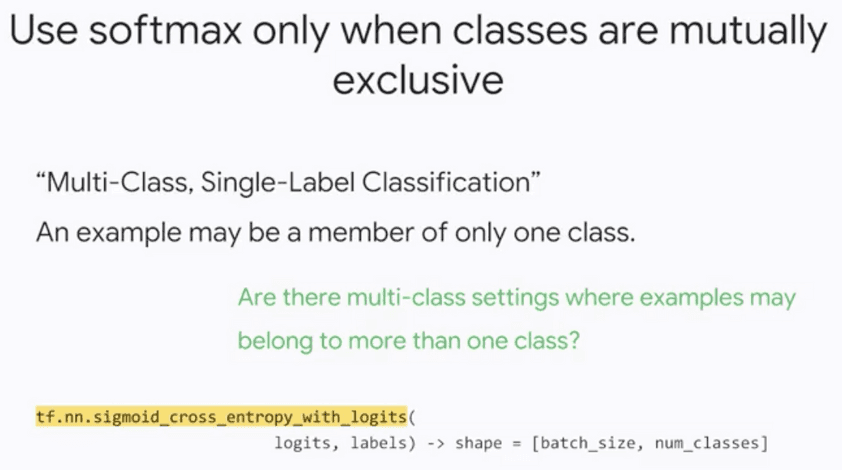 Use softmax only when classes are mutually
exclusive
“Multi-Class, Single-Label Classification”
An example may be a member of only one class.
Are there multi-class settings where examples may
belong to more than one class?
tf.nn.sigmoid_cross_entropy_with_logits(
logits, labels) -> shape = [batch_size, num_classes]